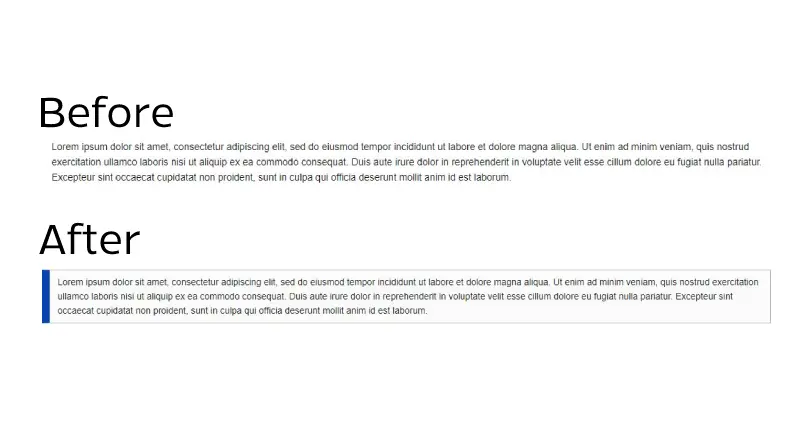 Before
Lorem ipsum dolor sit amet, consectetur adipiscing elit, sed do eiusmod tempor incididunt ut labore et dolore magna aliqua. Ut enim ad minim veniam, quis nostrud
exercitation ullamco laboris nisi ut aliquip ex ea commodo consequat. Duis aute irure dolor in reprehenderit in voluptate velit esse cillum dolore eu fugiat nulla pariatur.
Excepteur sint occaecat cupidatat non proident, sunt in culpa qui officia deserunt mollit anim id est laborum.
After
Lorem ipsum dolor sit amet, consectetur adipiscing elit, sed do eiusmod tempor incididunt ut labore et dolore magna aliqua. Ut enim ad minim veniam, quis nostrud exercitation
ullamco laboris nisi ut aliquip ex ea commodo consequat. Duis aute irure dolor in reprehenderit in voluptate velit esse cillum dolore eu fugiat nulla pariatur. Excepteur sint
occaecat cupidatat non proident, sunt in culpa qui officia deserunt mollit anim id est laborum.